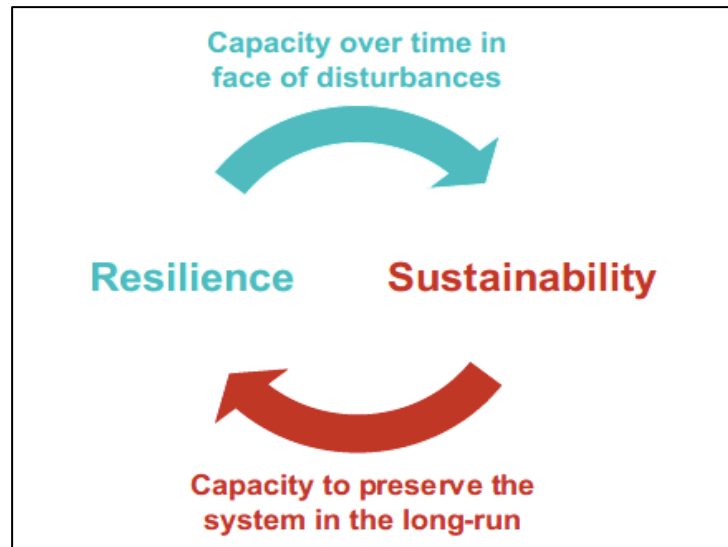 Capacity over time in
face of disturbances
Resilience
Sustainability
Capacity to preserve the
system in the long-run